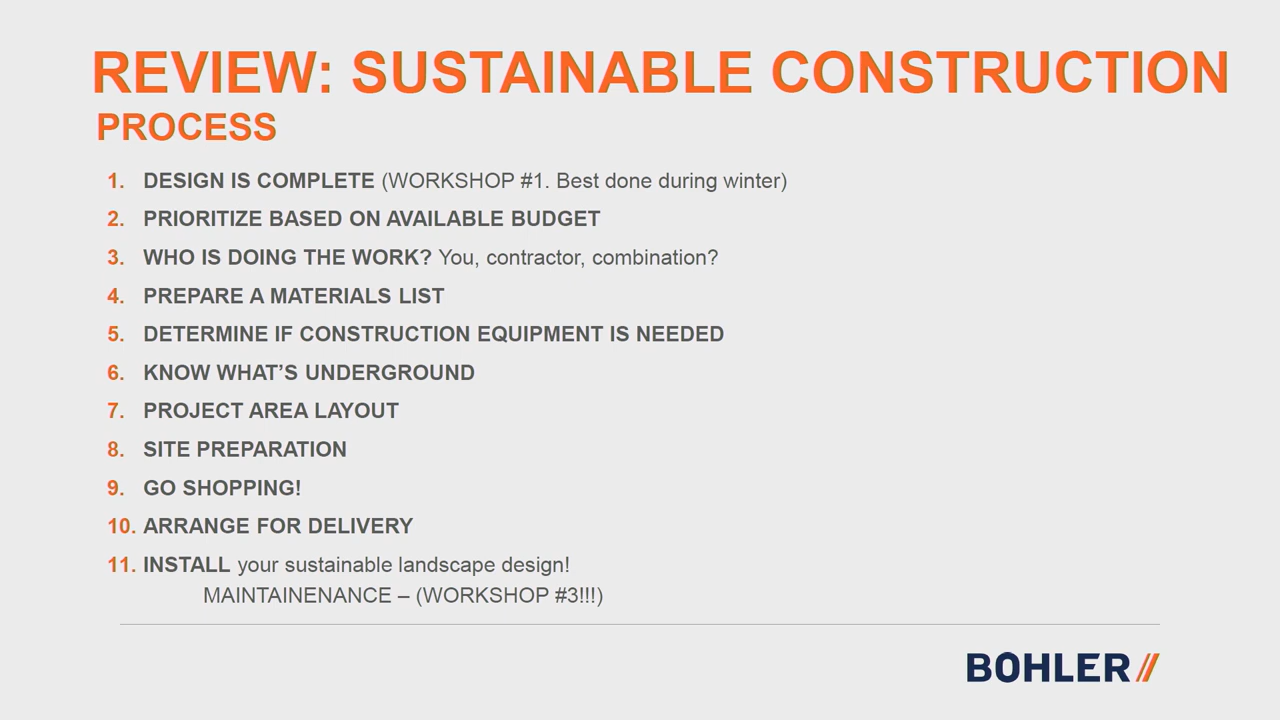 REVIEW: SUSTAINABLE CONSTRUCTION
PROCESS
1. DESIGN IS COMPLETE (WORKSHOP #1. Best done during winter)
2. PRIORITIZE BASED ON AVAILABLE BUDGET
3. WHO IS DOING THE WORK? You, contractor, combination?
4. PREPARE A MATERIALS LIST
5. DETERMINE IF CONSTRUCTION EQUIPMENT IS NEEDED
6. KNOW WHAT’S UNDERGROUND
7. PROJECT AREA LAYOUT
8. SITE PREPARATION
9. GO SHOPPING!
10. ARRANGE FOR DELIVERY
11. INSTALL your sustainable landscape design!
MAINTAINENANCE – (WORKSHOP #3!!!)
BOHLER//